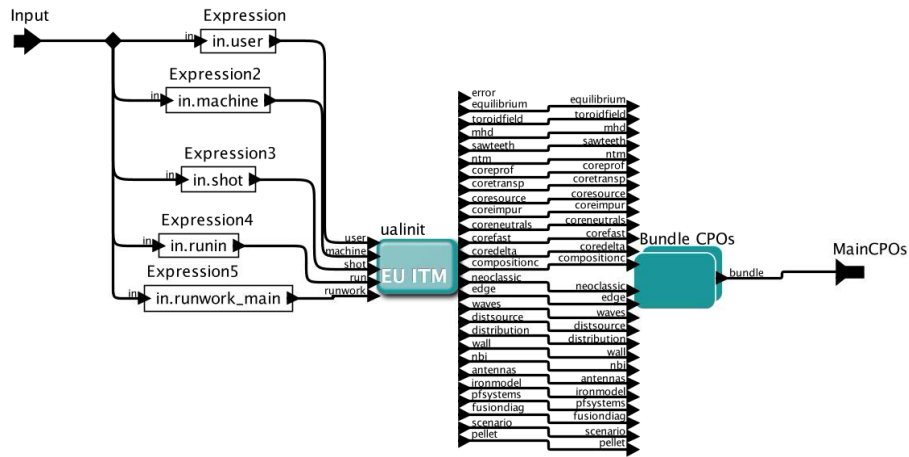 Input
Expression
in
in.user
Expression2
in
in.machine
Expression3
in
in.shot
Expression4
in
in.runin
Expression5
in
in.runwork_main
ualinit
user
machine
shot
run
runwork
EU ITM
error
equilibrium
toroidfield
mhd
sawteeth
ntm
coreprof
coretransp
coresource
coreimpur
coreneutrals
corefast
coredelta
compositionc
neoclassic
edge
waves
distsource
distribution
wall
nbi
antennas
ironmodel
pfsystems
fusiondiag
scenario
pellet
equilibrium
toroidfield
mhd
sawteeth
ntm
coreprof
coretransp
coresource
coreimpur
coreneutrals
corefast
coredelta
compositionc
neoclassic
edge
waves
distsource
distribution
wall
nbi
antennas
ironmodel
pfsystems
fusiondiag
scenario
pellet
Bundle CPOs
bundle
MainCPOs